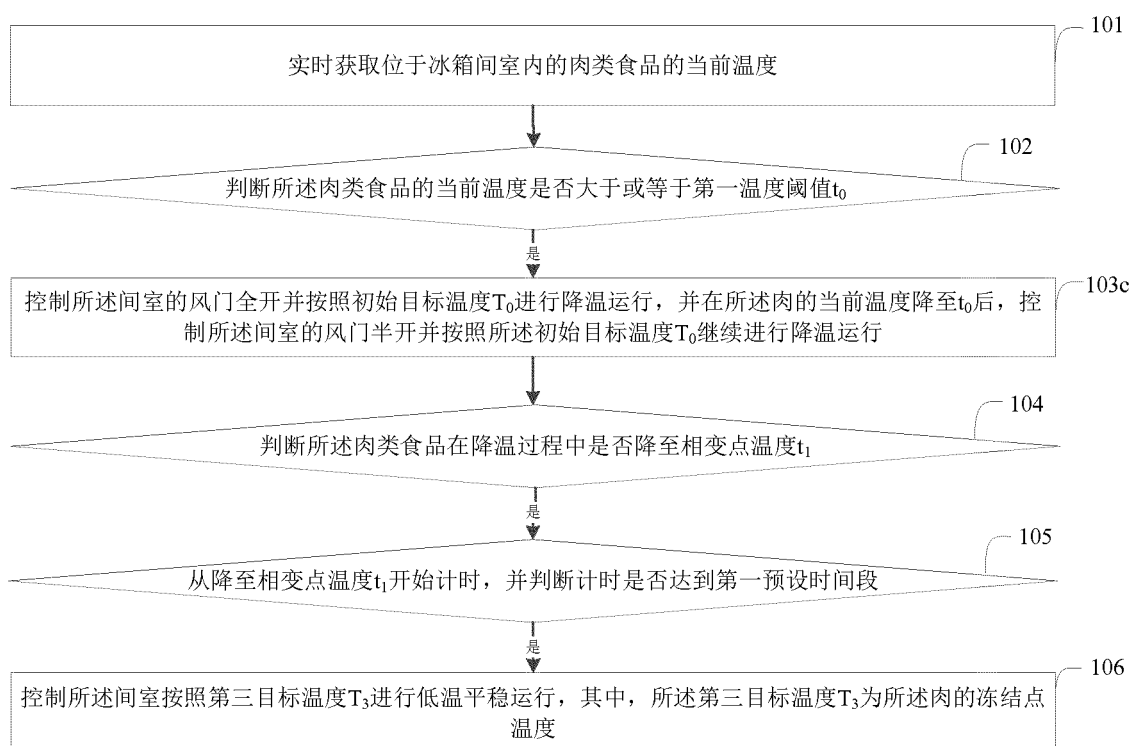 101
实时获取位于冰箱间室内的肉类食品的当前温度
102
判断所述肉类食品的当前温度是否大于或等于第一温度阈值t₀
是
103c
控制所述间室的风门全开并按照初始目标温度T₀进行降温运行，并在所述肉的当前温度降至t₀后，控
制所述间室的风门半开并按照所述初始目标温度T₀继续进行降温运行
104
判断所述肉类食品在降温过程中是否降至相变点温度t₁
是
105
从降至相变点温度t₁开始计时，并判断计时是否达到第一预设时间段
是
106
控制所述间室按照第三目标温度T₃进行低温平稳运行，其中，所述第三目标温度T₃为所述肉的冻结点
温度